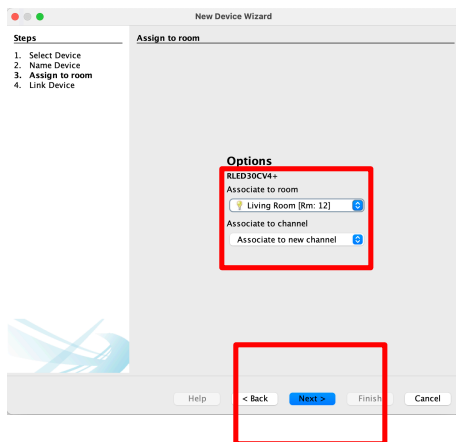 New Device Wizard
Steps
1. Select Device
2. Name Device
3. Assign to room
4. Link Device
Assign to room
Options
RLED30CV4+
Associate to room
Living Room [Rm: 12]
Associate to channel
Associate to new channel
Help
< Back
Next >
Finish
Cancel